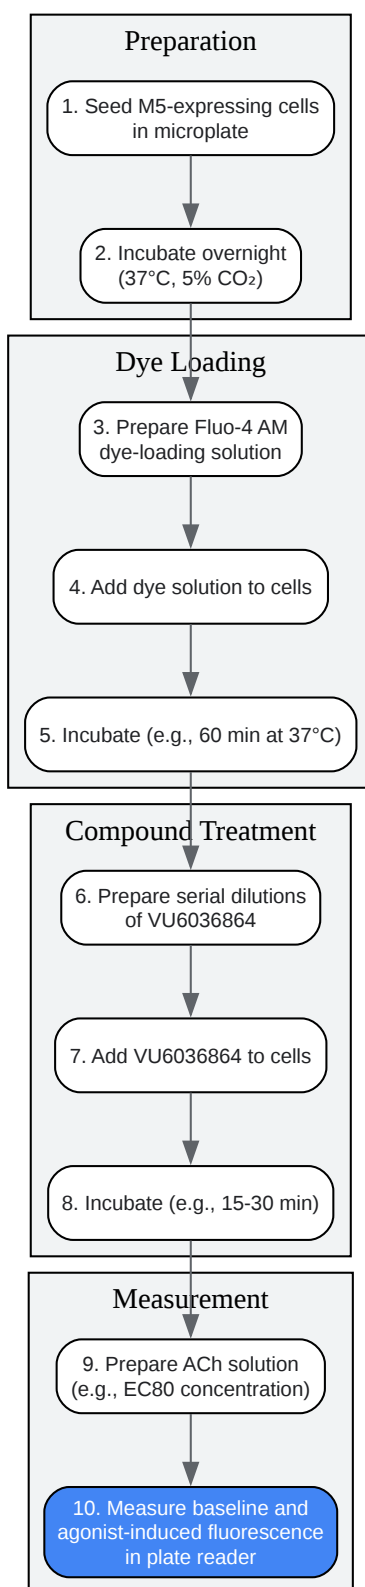 Preparation
1. Seed M5-expressing cells
in microplate
2. Incubate overnight
(37°C, 5% CO₂)
Dye Loading
3. Prepare Fluo-4 AM
dye-loading solution
4. Add dye solution to cells
5. Incubate (e.g., 60 min at 37°C)
Compound Treatment
6. Prepare serial dilutions
of VU6036864
7. Add VU6036864 to cells
8. Incubate (e.g., 15-30 min)
Measurement
9. Prepare ACh solution
(e.g., EC80 concentration)
10. Measure baseline and
agonist-induced fluorescence
in plate reader